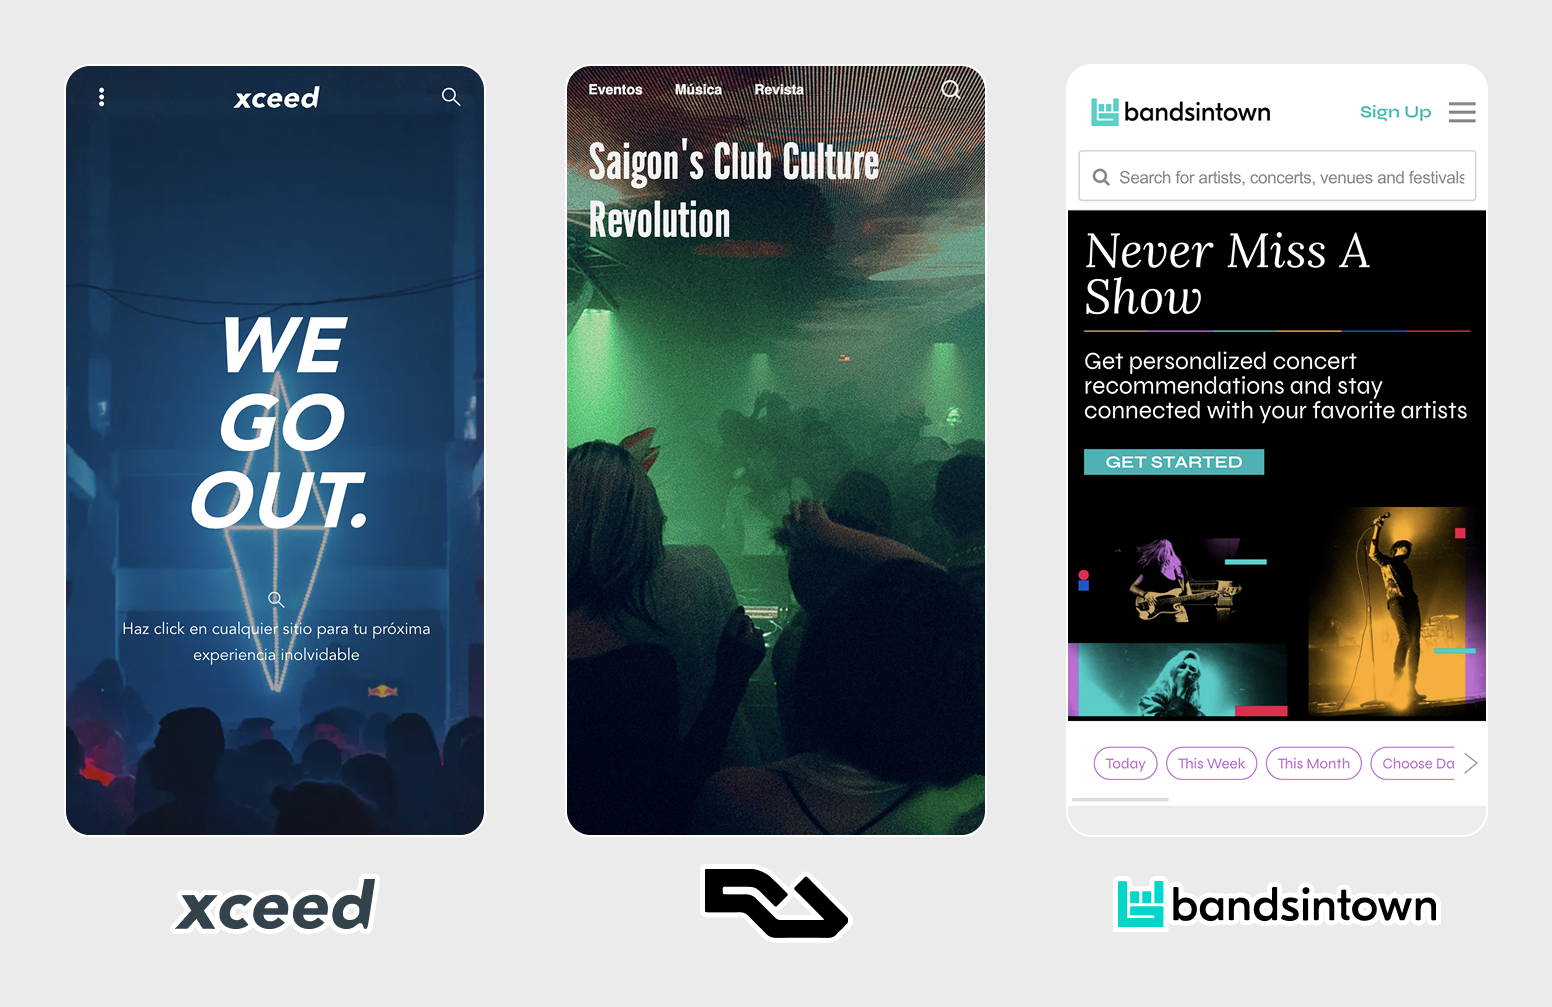 xceed
WE
GO
OUT.
Haz click en cualquier sitio para tu próxima
experiencia inolvidable
xceed
Eventos Música Revista
Saigon's Club Culture
Revolution
bandsintown Sign Up
Search for artists, concerts, venues and festivals
Never Miss A
Show
Get personalized concert
recommendations and stay
connected with your favorite artists
GET STARTED
Today This Week This Month Choose Da
bandsintown